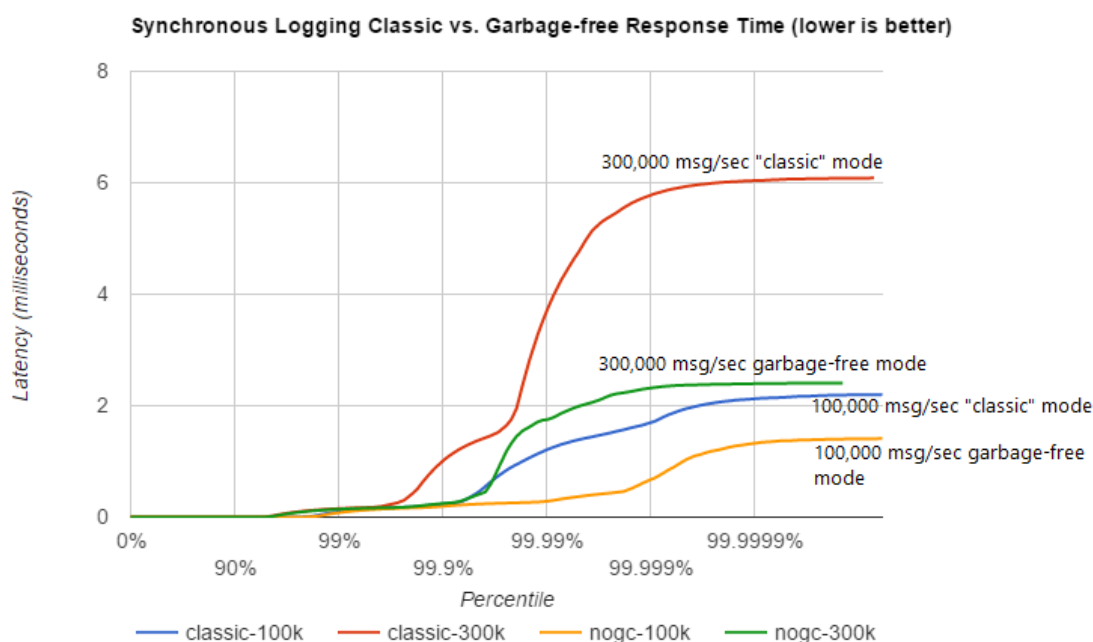 Synchronous Logging Classic vs. Garbage-free Response Time (lower is better)
8
6
4
2
0
Latency (milliseconds)
300,000 msg/sec "classic" mode
300,000 msg/sec garbage-free mode
100,000 msg/sec "classic" mode
100,000 msg/sec garbage-free
mode
0%
90%
99%
99.9%
99.99%
99.999%
99.9999%
Percentile
classic-100k
classic-300k
nogc-100k
nogc-300k